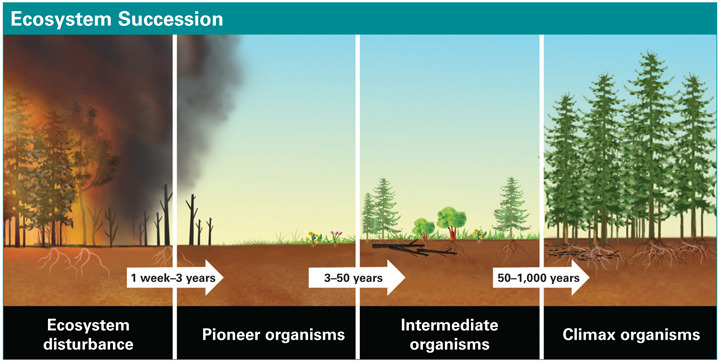 Ecosystem Succession
1 week–3 years
3–50 years
50–1,000 years
Ecosystem
disturbance
Pioneer organisms
Intermediate
organisms
Climax organisms